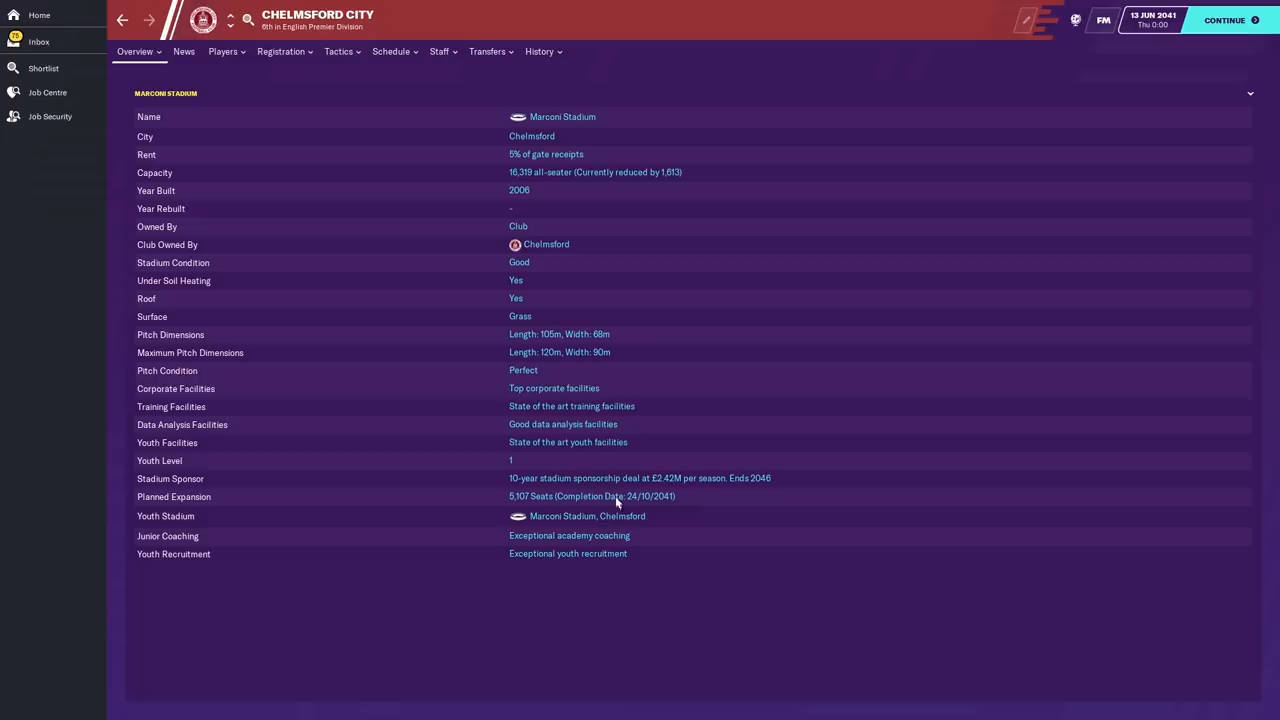 Home
CHELMSFORD CITY
6th in English Premier Division
FM
13 JUN 2041
Thu 0:00
CONTINUE
75
Inbox
Overview News Players Registration Tactics Schedule Staff Transfers History
Shortlist
Job Centre
Job Security
MARCONI STADIUM
Name Marconi Stadium
City Chelmsford
Rent 5% of gate receipts
Capacity 16,319 all-seater (Currently reduced by 1,613)
Year Built 2006
Year Rebuilt -
Owned By Club
Club Owned By Chelmsford
Stadium Condition Good
Under Soil Heating Yes
Roof Yes
Surface Grass
Pitch Dimensions Length: 105m, Width: 68m
Maximum Pitch Dimensions Length: 120m, Width: 90m
Pitch Condition Perfect
Corporate Facilities Top corporate facilities
Training Facilities State of the art training facilities
Data Analysis Facilities Good data analysis facilities
Youth Facilities State of the art youth facilities
Youth Level 1
Stadium Sponsor 10-year stadium sponsorship deal at £2.42M per season. Ends 2046
Planned Expansion 5,107 Seats (Completion Date: 24/10/2041)
Youth Stadium Marconi Stadium, Chelmsford
Junior Coaching Exceptional academy coaching
Youth Recruitment Exceptional youth recruitment